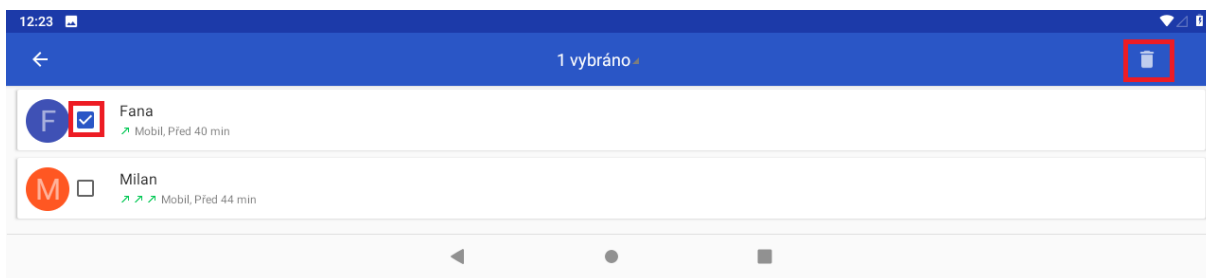 12:23
1 vybráno
F
Fana
Mobil, Před 40 min
M
Milan
Mobil, Před 44 min